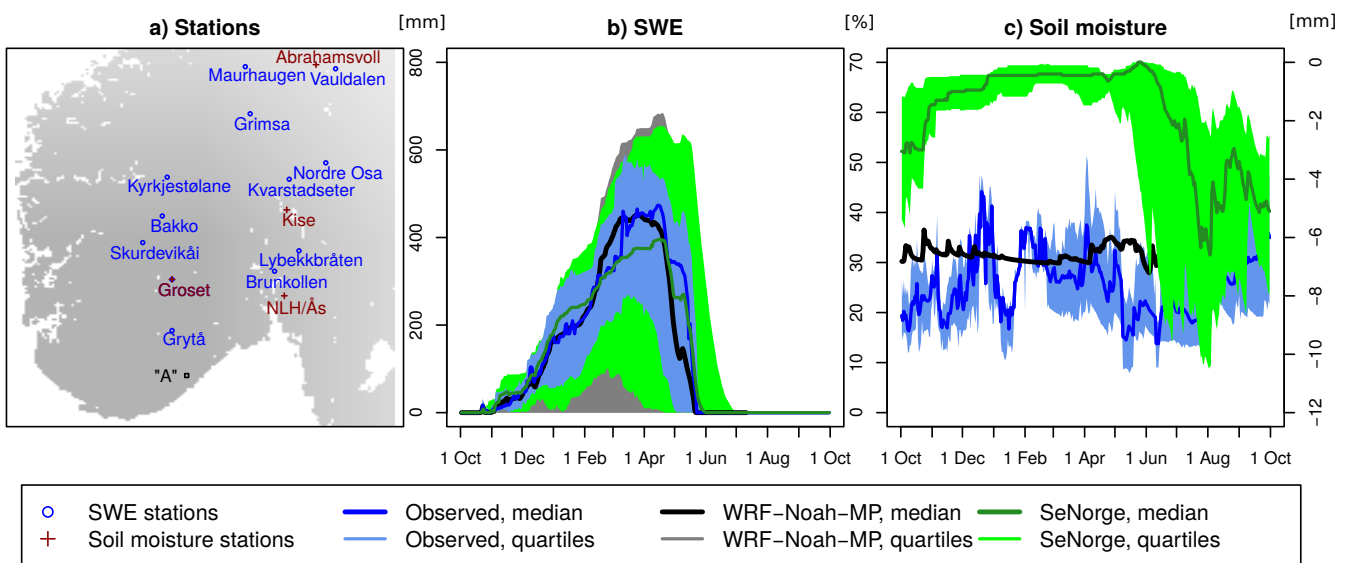 a) Stations
[mm]
b) SWE
[%]
c) Soil moisture
[mm]
Abrahamsvoll
Maurhaugen
Vauldalen
Grimsa
Nordre Osa
Kyrkjestølane
Kvarstadseter
Bakko
Kise
Skurdevikåi
Lybekkbråten
Brunkollen
Groset
NLH/Ås
Grytå
"A"
800
600
400
200
0
1 Oct
1 Dec
1 Feb
1 Apr
1 Jun
1 Aug
1 Oct
70
60
50
40
30
20
10
0
0
−2
−4
−6
−8
−10
−12
1 Oct
1 Dec
1 Feb
1 Apr
1 Jun
1 Aug
1 Oct
SWE stations
Observed, median
WRF−Noah−MP, median
SeNorge, median
Soil moisture stations
Observed, quartiles
WRF−Noah−MP, quartiles
SeNorge, quartiles